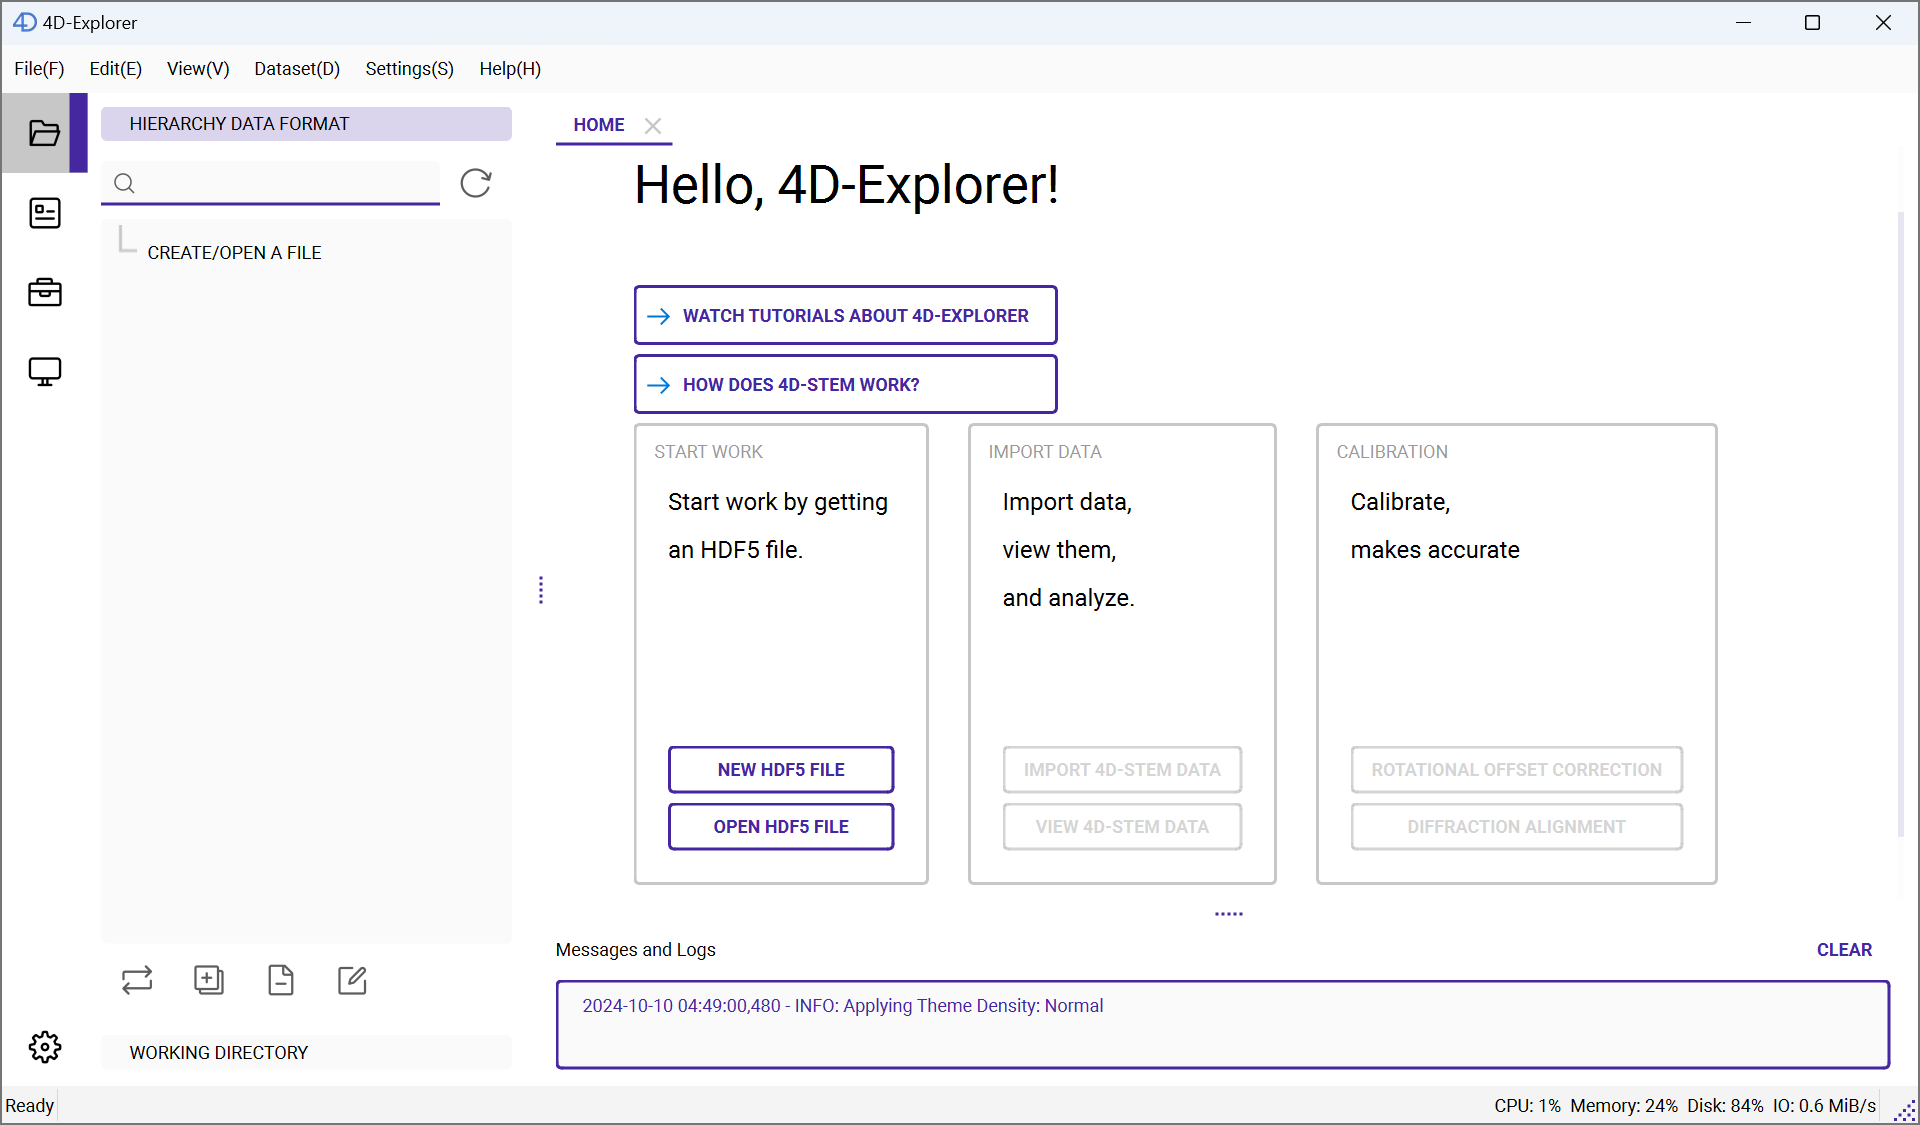 4D-Explorer
File(F) Edit(E) View(V) Dataset(D) Settings(S) Help(H)
HIERARCHY DATA FORMAT
CREATE/OPEN A FILE
WORKING DIRECTORY
HOME
Hello, 4D-Explorer!
WATCH TUTORIALS ABOUT 4D-EXPLORER
HOW DOES 4D-STEM WORK?
START WORK
Start work by getting
an HDF5 file.
NEW HDF5 FILE
OPEN HDF5 FILE
IMPORT DATA
Import data,
view them,
and analyze.
IMPORT 4D-STEM DATA
VIEW 4D-STEM DATA
CALIBRATION
Calibrate,
makes accurate
ROTATIONAL OFFSET CORRECTION
DIFFRACTION ALIGNMENT
Messages and Logs
CLEAR
2024-10-10 04:49:00,480 - INFO: Applying Theme Density: Normal
Ready
CPU: 1% Memory: 24% Disk: 84% IO: 0.6 MiB/s